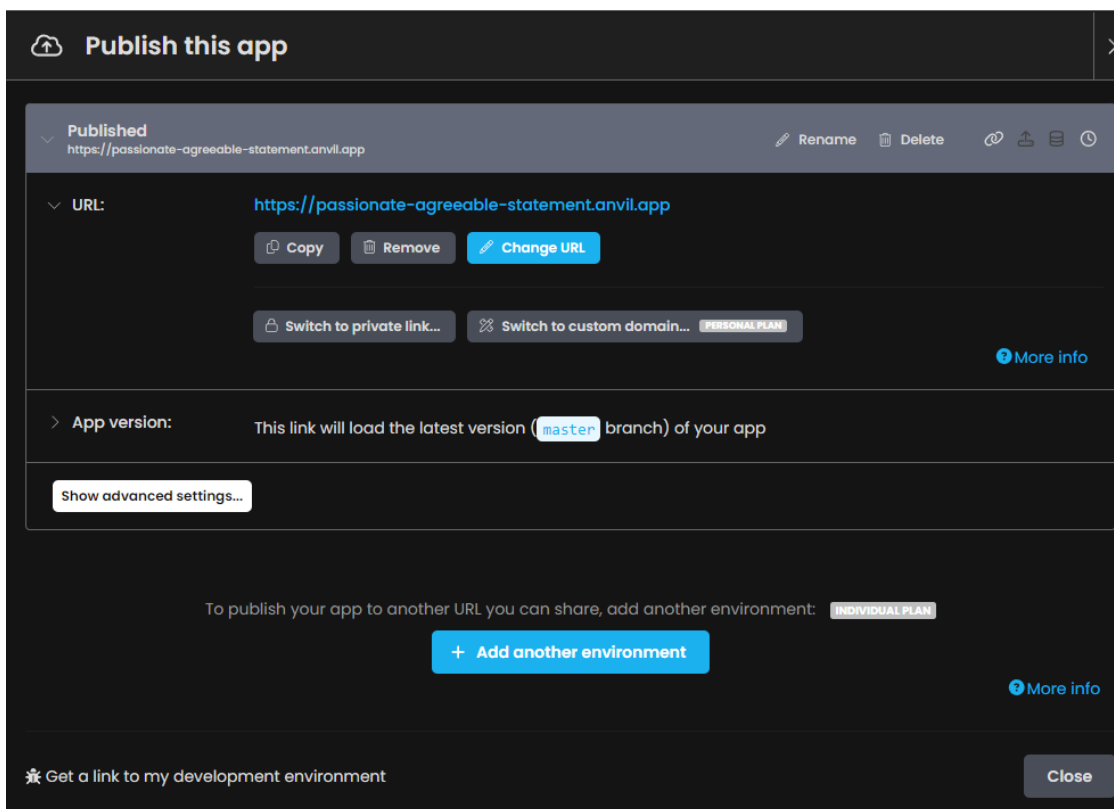 Publish this app
Published
https://passionate-agreeable-statement.anvil.app
Rename
Delete
URL:
https://passionate-agreeable-statement.anvil.app
Copy
Remove
Change URL
Switch to private link...
Switch to custom domain... PERSONAL PLAN
More info
App version:
This link will load the latest version (master branch) of your app
Show advanced settings...
To publish your app to another URL you can share, add another environment: INDIVIDUAL PLAN
+ Add another environment
More info
Get a link to my development environment
Close